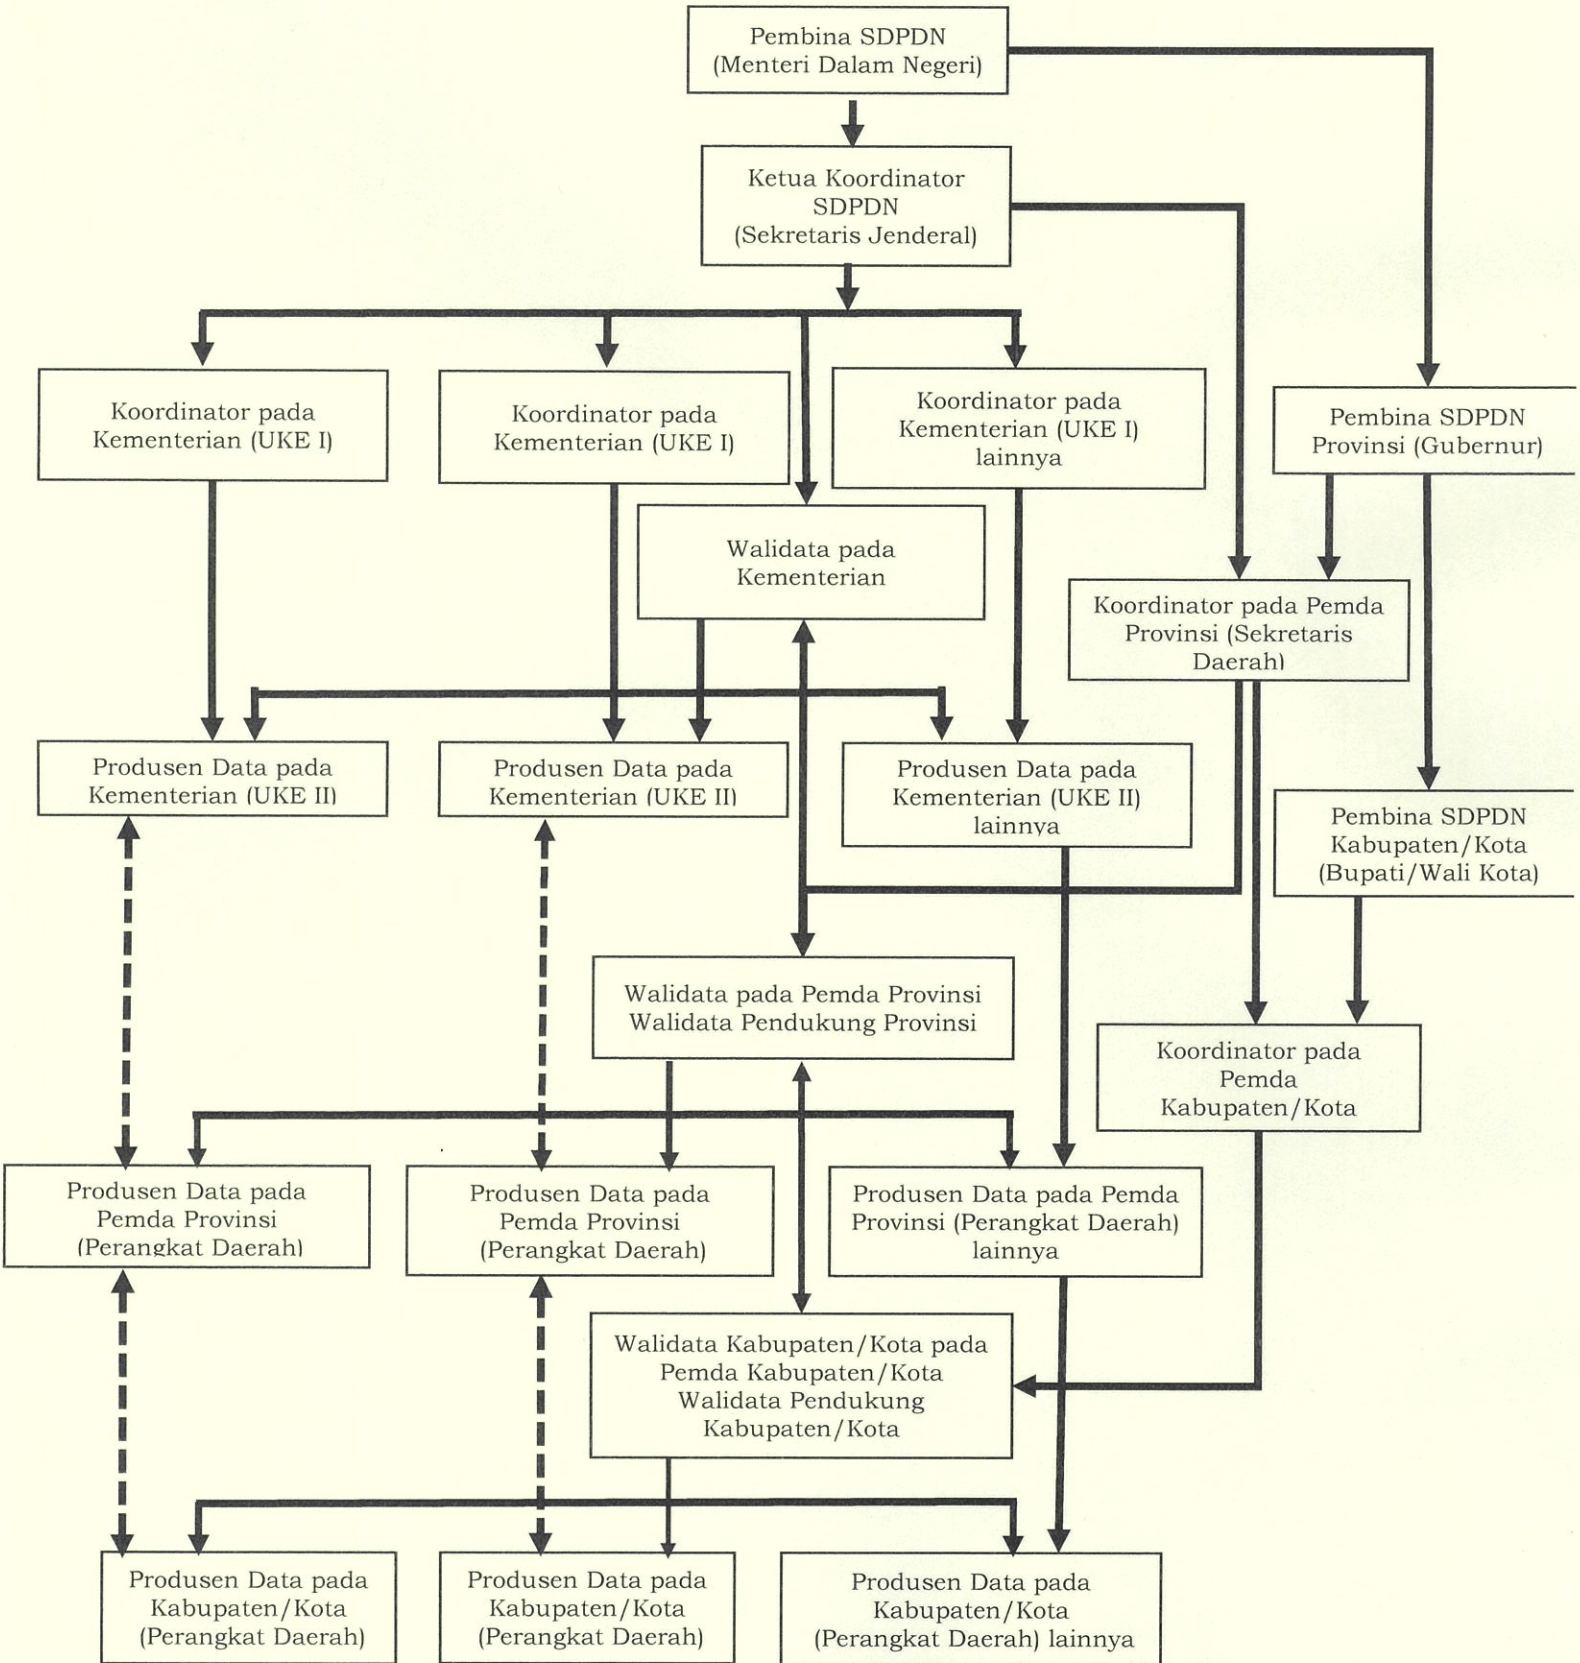 Pembina SDPDN
(Menteri Dalam Negeri)
Ketua Koordinator
SDPDN
(Sekretaris Jenderal)
Koordinator pada
Kementerian (UKE I)
Koordinator pada
Kementerian (UKE I)
Koordinator pada
Kementerian (UKE I)
lainnya
Pembina SDPDN
Provinsi (Gubernur)
Walidata pada
Kementerian
Koordinator pada Pemda
Provinsi (Sekretaris
Daerah)
Produsen Data pada
Kementerian (UKE II)
Produsen Data pada
Kementerian (UKE II)
Produsen Data pada
Kementerian (UKE II)
lainnya
Pembina SDPDN
Kabupaten/Kota
(Bupati/Wali Kota)
Walidata pada Pemda Provinsi
Walidata Pendukung Provinsi
Koordinator pada
Pemda
Kabupaten/Kota
Produsen Data pada
Pemda Provinsi
(Perangkat Daerah)
Produsen Data pada
Pemda Provinsi
(Perangkat Daerah)
Produsen Data pada Pemda
Provinsi (Perangkat Daerah)
lainnya
Walidata Kabupaten/Kota pada
Pemda Kabupaten/Kota
Walidata Pendukung
Kabupaten/Kota
Produsen Data pada
Kabupaten/Kota
(Perangkat Daerah)
Produsen Data pada
Kabupaten/Kota
(Perangkat Daerah)
Produsen Data pada
Kabupaten/Kota
(Perangkat Daerah) lainnya